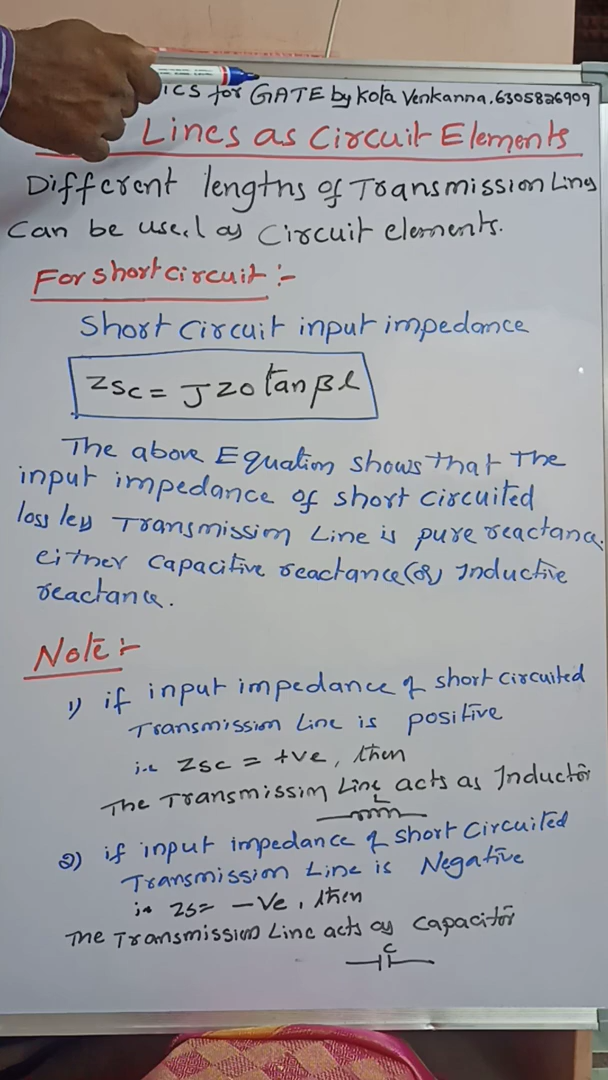 ICS for GATE by Kota Venkanna. 6305826909
Lines as Circuit Elements
Different lengths of Transmission Lines
Can be used as Circuit elements.
For short circuit :-
Short Circuit input impedance
Zsc = J Z0 tan βl
The above Equation shows that The
input impedance of short circuited
loss less Transmission Line is pure reactance.
either capacitive reactance (or) Inductive
reactance.
Note :-
1) if input impedance of short circuited
Transmission Line is positive
i.e Zsc = +ve, then
The Transmission Line acts as Inductor
L
2) if input impedance of short circuited
Transmission Line is Negative
i.e Zs = -ve, then
The Transmission Line acts as Capacitor
C